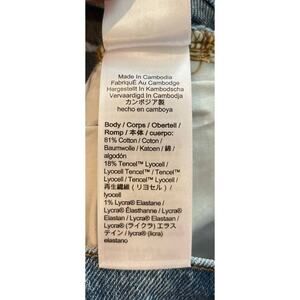 Made In Cambodia
FabriquÉ Au Cambodge
Hergestellt In Kambodscha
Vervaardigd In Cambodja
カンボジア製
hecho en camboya
Body / Corps / Oberteil /
Romp / 本体 / cuerpo:
81% Cotton / Coton /
Baumwolle / Katoen / 綿 /
algodón
18% Tencel™ Lyocell /
Lyocell Tencel™ / Tencel™
Lyocell / Tencel™ Lyocell /
再生繊維 (リヨセル) /
lyocell
1% Lycra® Elastane /
Lycra® Élasthanne / Lycra®
Elastan / Lycra® Elastaan /
Lycra® (ライクラ) エラス
テイン / lycra® (licra)
elastano